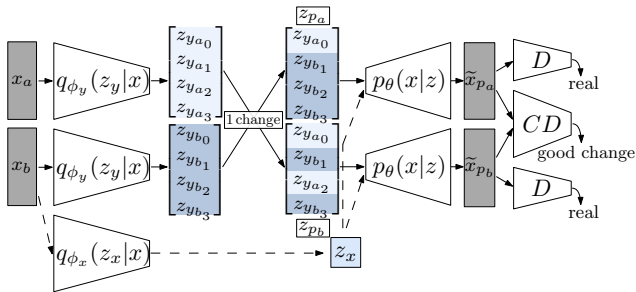 x_a
q_{ϕ_y}(z_y|x)
z_{y_{a_0}}
z_{y_{a_1}}
z_{y_{a_2}}
z_{y_{a_3}}
x_b
q_{ϕ_y}(z_y|x)
z_{y_{b_0}}
z_{y_{b_1}}
z_{y_{b_2}}
z_{y_{b_3}}
q_{ϕ_x}(z_x|x)
1 change
z_{p_a}
z_{y_{a_0}}
z_{y_{b_1}}
z_{y_{b_2}}
z_{y_{b_3}}
z_{y_{a_0}}
z_{y_{b_1}}
z_{y_{a_2}}
z_{y_{b_3}}
z_{p_b}
z_x
p_θ(x|z)
x̃_{p_a}
p_θ(x|z)
x̃_{p_b}
D
real
CD
good change
D
real